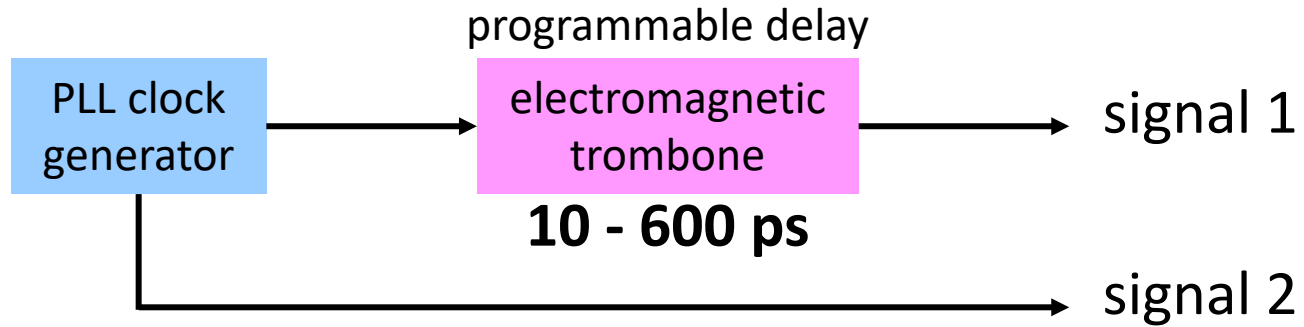 programmable delay
PLL clock
generator
electromagnetic
trombone
signal 1
10 - 600 ps
signal 2